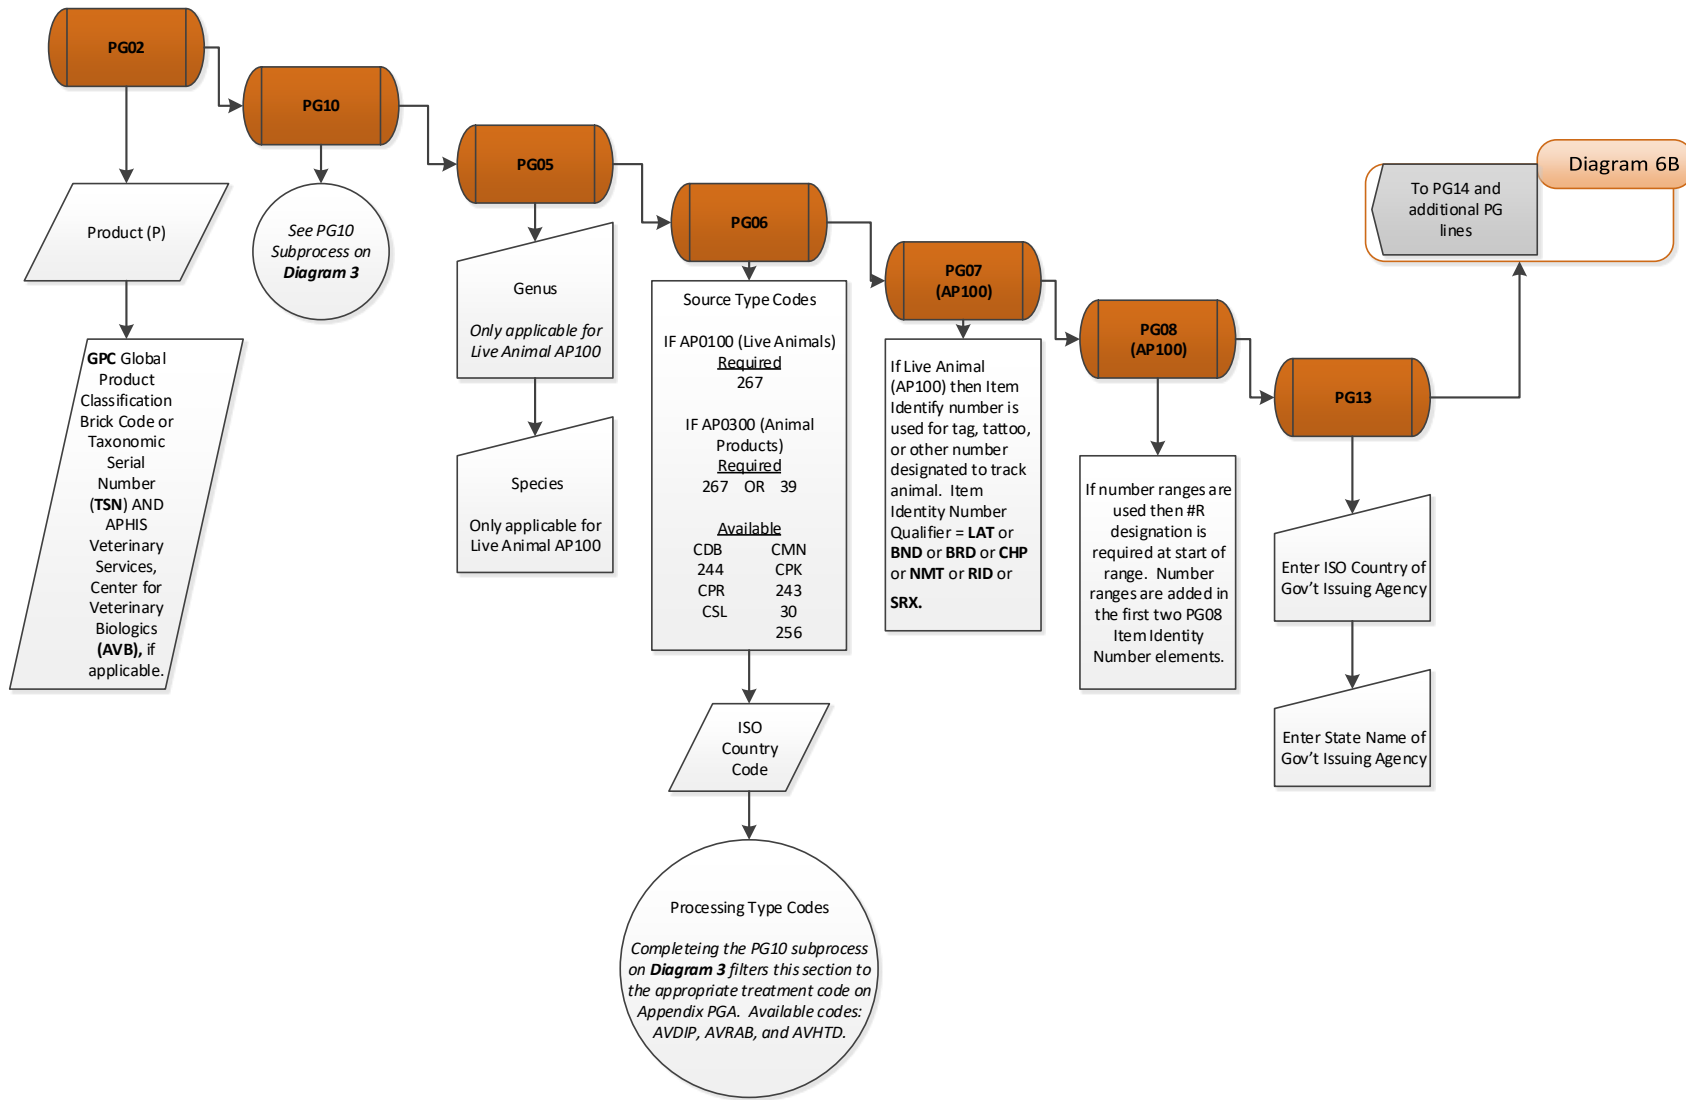 PG02
Product (P)
GPC Global
Product
Classification
Brick Code or
Taxonomic
Serial
Number
(TSN) AND
APHIS
Veterinary
Services,
Center for
Veterinary
Biologics
(AVB), if
applicable.
PG10
See PG10
Subprocess on
Diagram 3
PG05
Genus
Only applicable for
Live Animal AP100
Species
Only applicable for
Live Animal AP100
PG06
Source Type Codes
IF AP0100 (Live Animals)
Required
267
IF AP0300 (Animal
Products)
Required
267 OR 39
Available
CDB CMN
244 CPK
CPR 243
CSL 30
256
ISO
Country
Code
Processing Type Codes
Completeing the PG10 subprocess
on Diagram 3 filters this section to
the appropriate treatment code on
Appendix PGA. Available codes:
AVDIP, AVRAB, and AVHTD.
PG07
(AP100)
If Live Animal
(AP100) then Item
Identify number is
used for tag, tattoo,
or other number
designated to track
animal. Item
Identity Number
Qualifier = LAT or
BND or BRD or CHP
or NMT or RID or
SRX.
PG08
(AP100)
If number ranges are
used then #R
designation is
required at start of
range. Number
ranges are added in
the first two PG08
Item Identity
Number elements.
PG13
Enter ISO Country of
Gov't Issuing Agency
Enter State Name of
Gov't Issuing Agency
Diagram 6B
To PG14 and
additional PG
lines